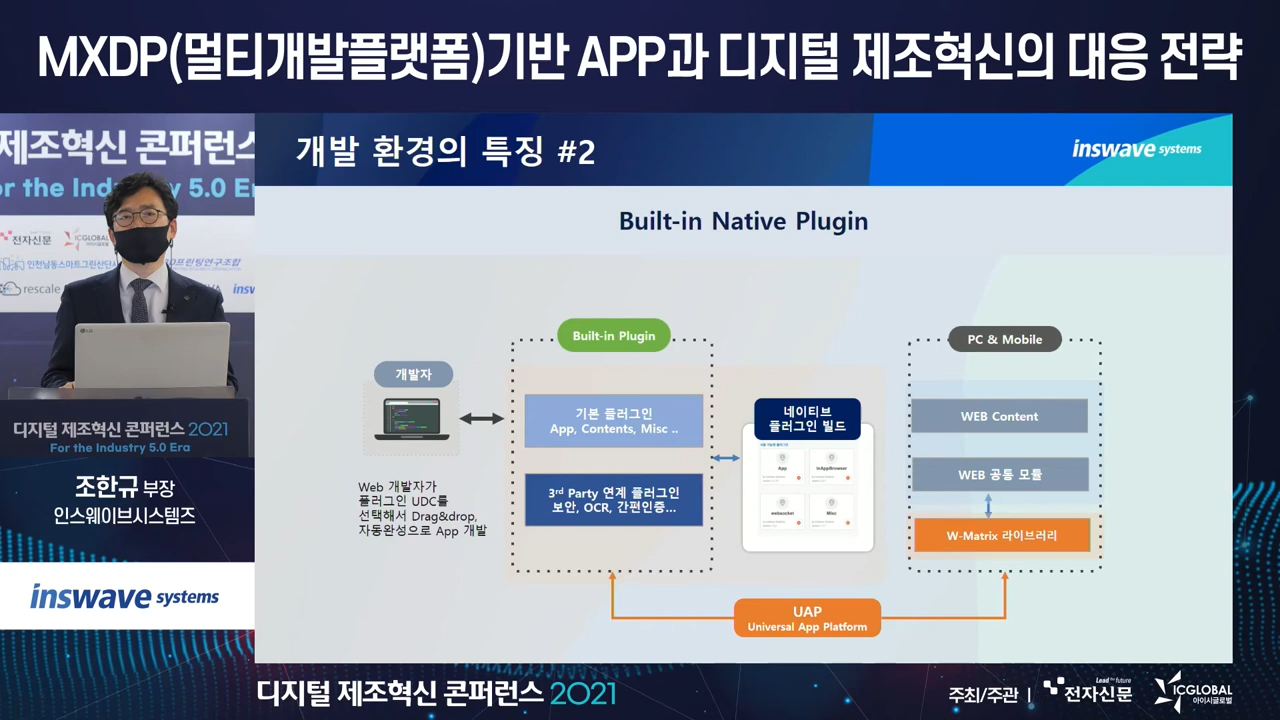 MXDP(멀티개발플랫폼)기반 APP과 디지털 제조혁신의 대응 전략
제조혁신 콘퍼런스
For the Industry 5.0 Era
전자신문
ICGLOBAL
아이시글로벌
rescale
디지털 제조혁신 콘퍼런스 2021
For the Industry 5.0 Era
조한규 부장
인스웨이브시스템즈
inswave systems
개발 환경의 특징 #2
inswave systems
Built-in Native Plugin
개발자
Web 개발자가
플러그인 UDC를
선택해서 Drag&drop,
자동완성으로 App 개발
Built-in Plugin
기본 플러그인
App, Contents, Misc ..
3rd Party 연계 플러그인
보안, OCR, 간편인증...
네이티브
플러그인 빌드
App
InAppBrowser
websocket
Misc
PC & Mobile
WEB Content
WEB 공통 모듈
W-Matrix 라이브러리
UAP
Universal App Platform
디지털 제조혁신 콘퍼런스 2021
주최/주관 |
Lead the future
전자신문
ICGLOBAL
아이시글로벌